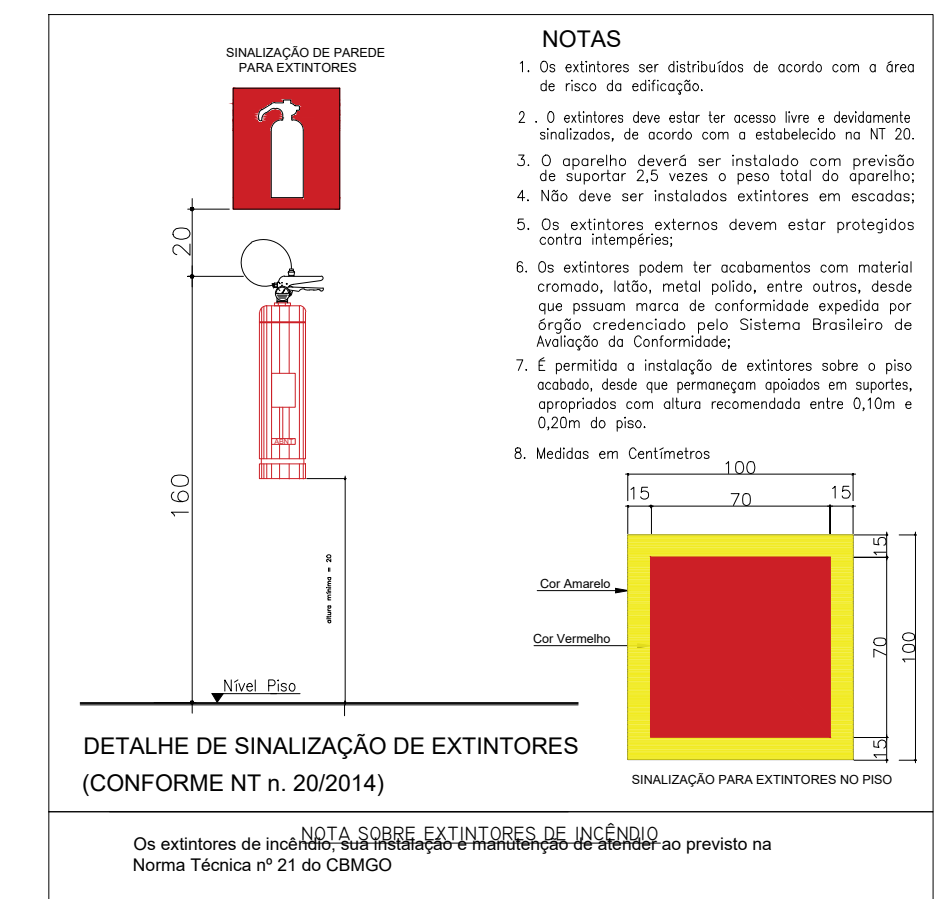 SINALIZAÇÃO DE PAREDE
PARA EXTINTORES
20
160
ABNT
altura mínima = 20
Nível Piso
DETALHE DE SINALIZAÇÃO DE EXTINTORES
(CONFORME NT n. 20/2014)
NOTAS
1. Os extintores ser distribuídos de acordo com a área
de risco da edificação.
2 . O extintores deve estar ter acesso livre e devidamente
sinalizados, de acordo com a estabelecido na NT 20.
3. O aparelho deverá ser instalado com previsão
de suportar 2,5 vezes o peso total do aparelho;
4. Não deve ser instalados extintores em escadas;
5. Os extintores externos devem estar protegidos
contra intempéries;
6. Os extintores podem ter acabamentos com material
cromado, latão, metal polido, entre outros, desde
que pssuam marca de conformidade expedida por
órgão credenciado pelo Sistema Brasileiro de
Avaliação da Conformidade;
7. É permitida a instalação de extintores sobre o piso
acabado, desde que permaneçam apoiados em suportes,
apropriados com altura recomendada entre 0,10m e
0,20m do piso.
8. Medidas em Centímetros
100
15 70 15
15
70
100
15
Cor Amarelo
Cor Vermelho
SINALIZAÇÃO PARA EXTINTORES NO PISO
NOTA SOBRE EXTINTORES DE INCÊNDIO
Os extintores de incêndio, sua instalação e manutenção de atender ao previsto na
Norma Técnica nº 21 do CBMGO